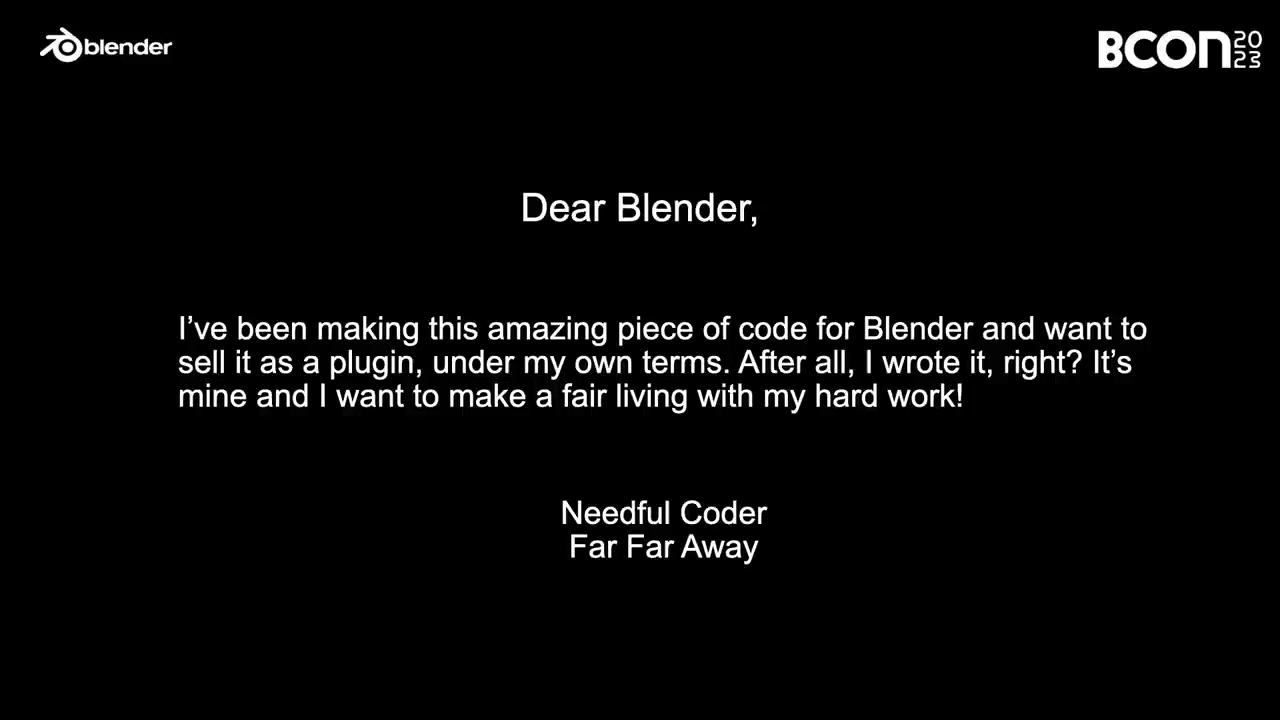 blender
BCON 20
23
Dear Blender,
I’ve been making this amazing piece of code for Blender and want to
sell it as a plugin, under my own terms. After all, I wrote it, right? It’s
mine and I want to make a fair living with my hard work!
Needful Coder
Far Far Away